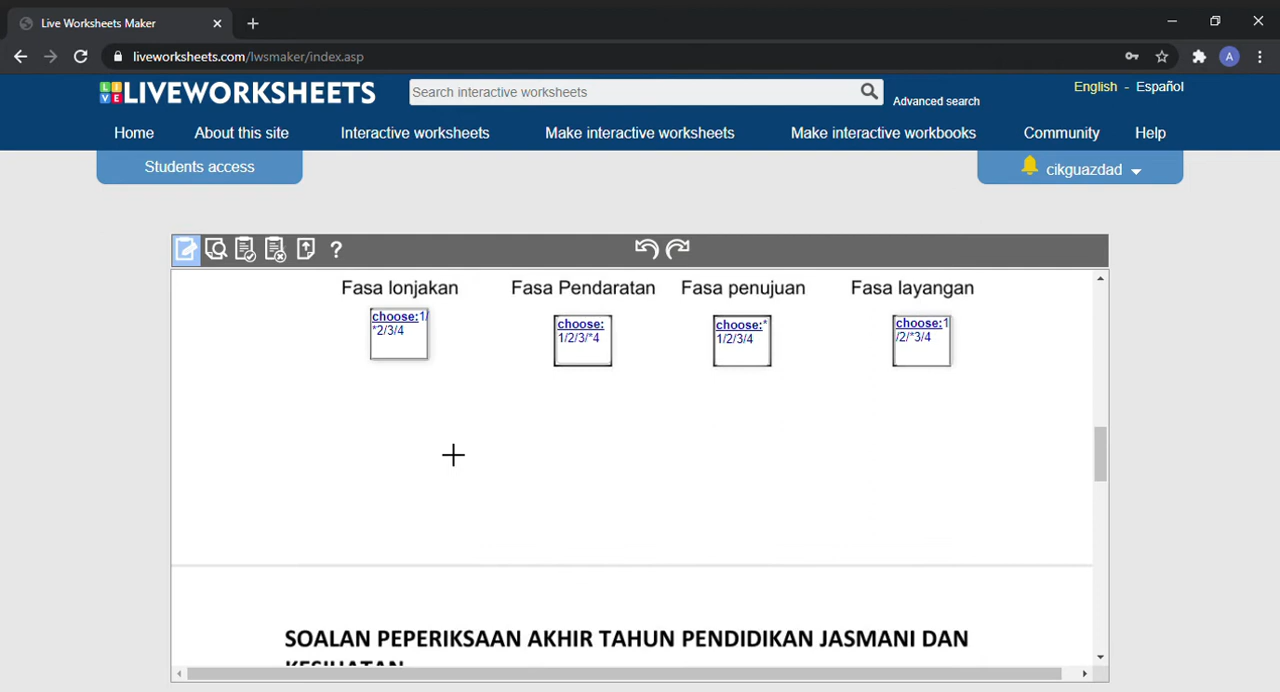 Live Worksheets Maker
liveworksheets.com/lwsmaker/index.asp
A
LIVEWORKSHEETS
Search interactive worksheets
Advanced search
English - Español
Home
About this site
Interactive worksheets
Make interactive worksheets
Make interactive workbooks
Community
Help
Students access
cikguazdad
?
Fasa lonjakan
Fasa Pendaratan
Fasa penujuan
Fasa layangan
choose:1/
*2/3/4
choose:
1/2/3/*4
choose:*
1/2/3/4
choose:1
/2/*3/4
SOALAN PEPERIKSAAN AKHIR TAHUN PENDIDIKAN JASMANI DAN
KESIHATAN